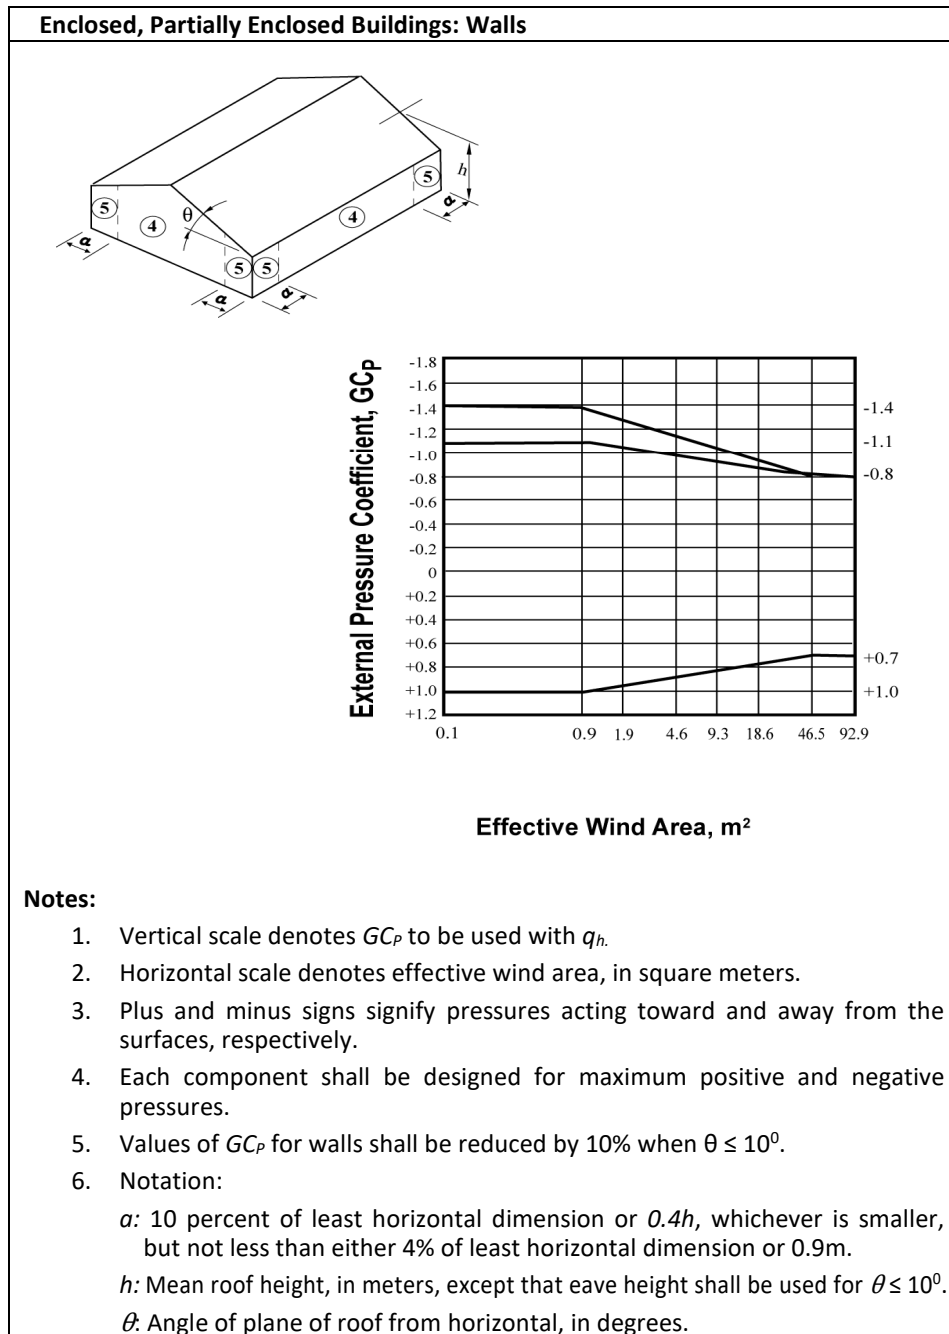 Enclosed, Partially Enclosed Buildings: Walls
h
5
5
θ
4
4
a
5 5
a
a
a
External Pressure Coefficient, GCp
-1.8
-1.6
-1.4
-1.2
-1.0
-0.8
-0.6
-0.4
-0.2
0
+0.2
+0.4
+0.6
+0.8
+1.0
+1.2
-1.4
-1.1
-0.8
+0.7
+1.0
0.1 0.9 1.9 4.6 9.3 18.6 46.5 92.9
Effective Wind Area, m²
Notes:
1. Vertical scale denotes GCP to be used with qh.
2. Horizontal scale denotes effective wind area, in square meters.
3. Plus and minus signs signify pressures acting toward and away from the
surfaces, respectively.
4. Each component shall be designed for maximum positive and negative
pressures.
5. Values of GCP for walls shall be reduced by 10% when θ ≤ 10⁰.
6. Notation:
a: 10 percent of least horizontal dimension or 0.4h, whichever is smaller,
but not less than either 4% of least horizontal dimension or 0.9m.
h: Mean roof height, in meters, except that eave height shall be used for θ ≤ 10⁰.
θ: Angle of plane of roof from horizontal, in degrees.